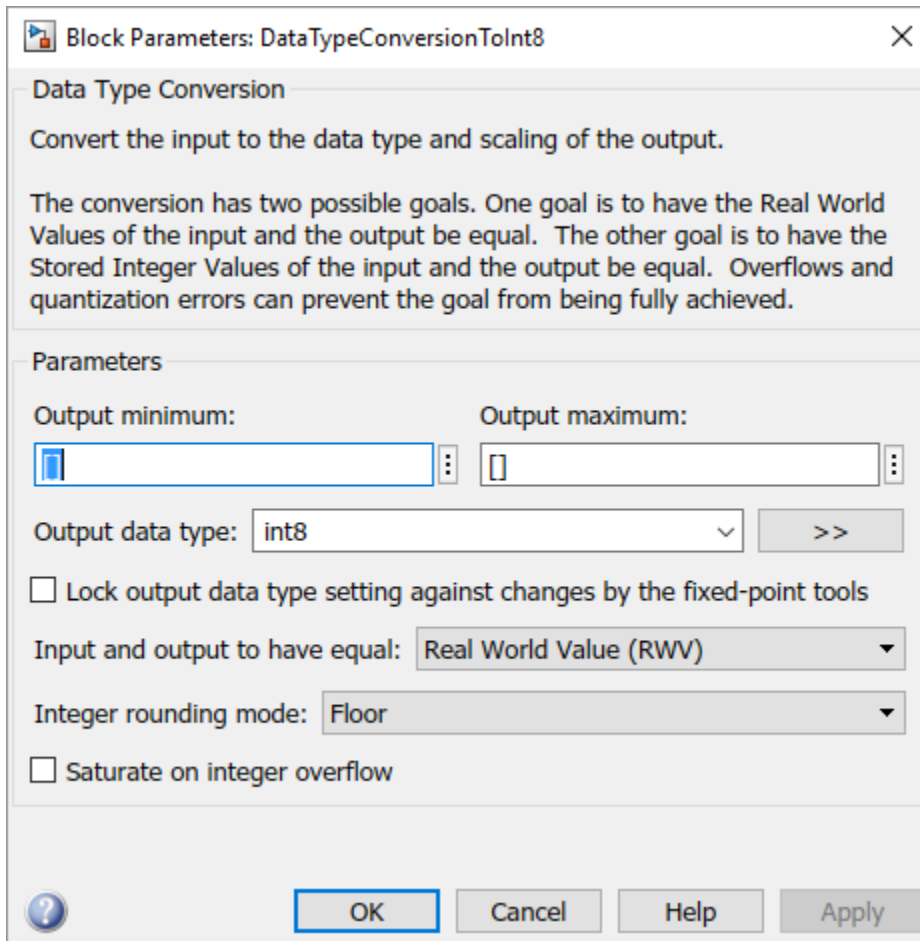 Block Parameters: DataTypeConversionToInt8
Data Type Conversion
Convert the input to the data type and scaling of the output.
The conversion has two possible goals. One goal is to have the Real World
Values of the input and the output be equal.  The other goal is to have the
Stored Integer Values of the input and the output be equal.  Overflows and
quantization errors can prevent the goal from being fully achieved.
Parameters
Output minimum: Output maximum:
[] []
Output data type: int8 >>
Lock output data type setting against changes by the fixed-point tools
Input and output to have equal: Real World Value (RWV)
Integer rounding mode: Floor
Saturate on integer overflow
? OK Cancel Help Apply